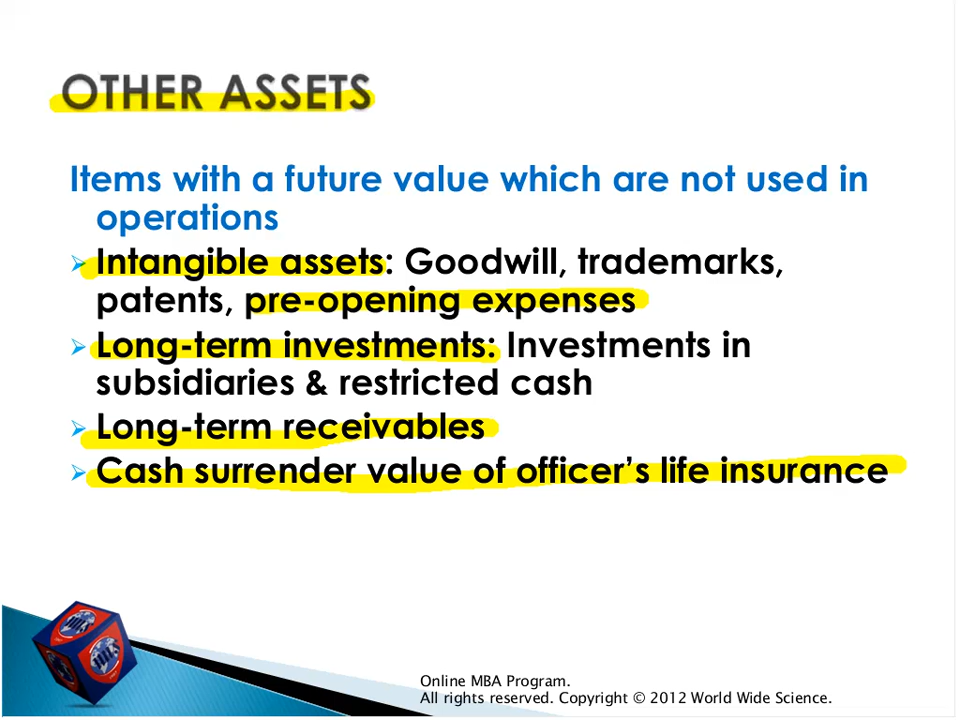 OTHER ASSETS
Items with a future value which are not used in
operations
Intangible assets: Goodwill, trademarks,
patents, pre-opening expenses
Long-term investments: Investments in
subsidiaries & restricted cash
Long-term receivables
Cash surrender value of officer’s life insurance
Online MBA Program.
All rights reserved. Copyright © 2012 World Wide Science.